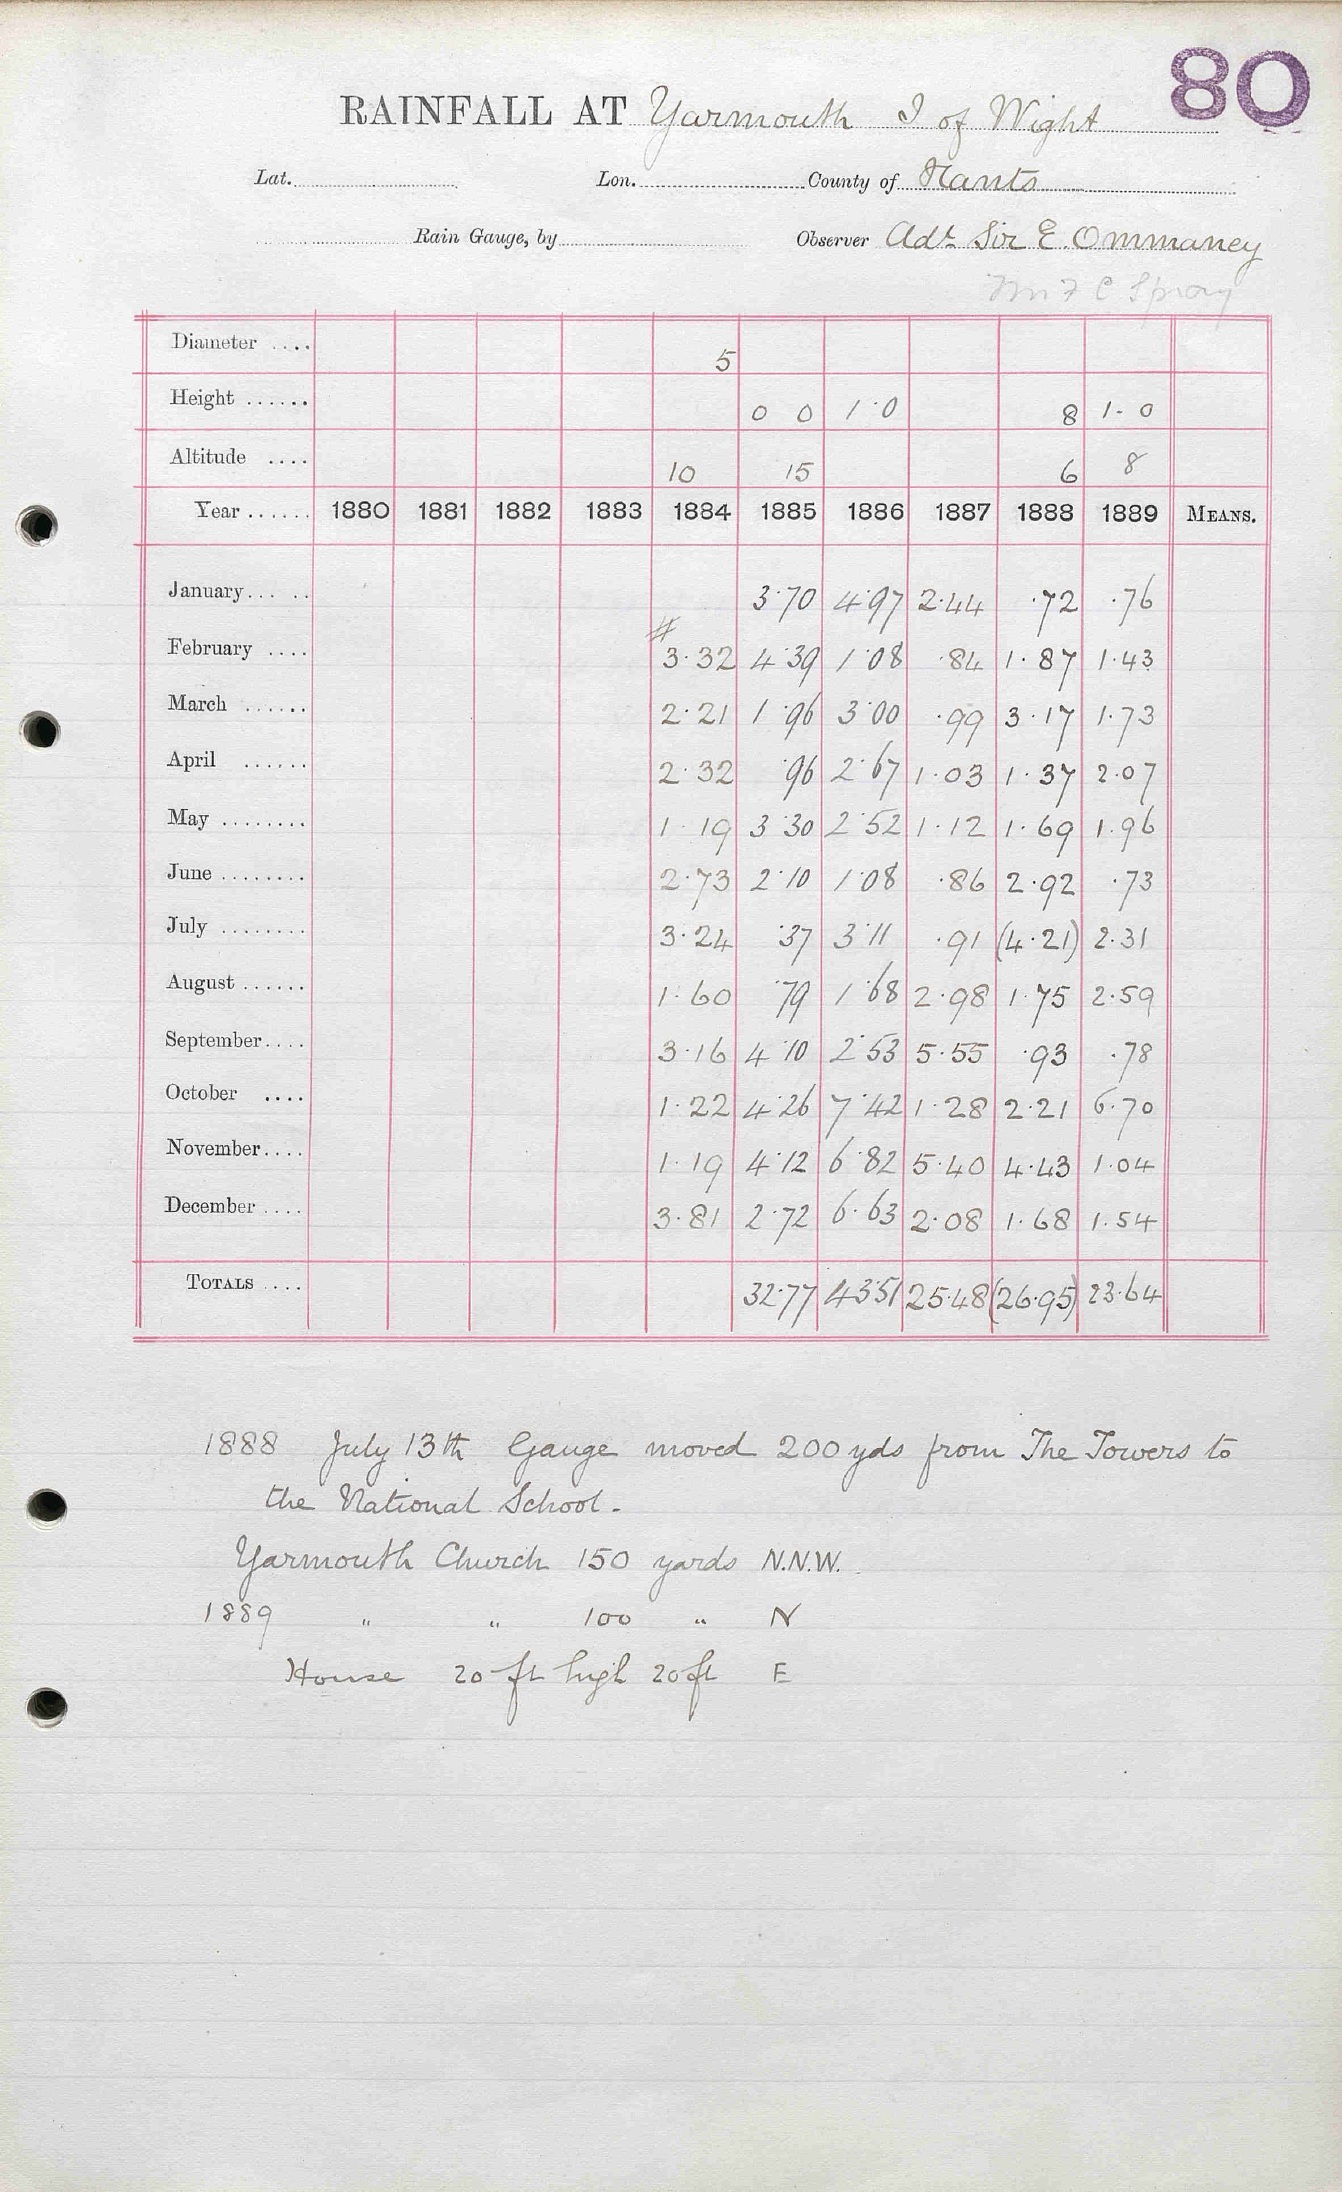 80
RAINFALL AT Yarmouth I of Wight
Lat. Lon. County of Hants
Rain Gauge, by Observer Adl. Sir E. Ommaney
Mr F C Spray
Diameter .... 5
Height ...... 0 0 1·0 8 1·0
Altitude .... 10 15 6 8
Year ...... 1880 1881 1882 1883 1884 1885 1886 1887 1888 1889 MEANS.
January... .. 3·70 4·97 2·44 ·72 ·76
February .... # 3·32 4·39 1·08 ·84 1·87 1·43
March ...... 2·21 1·96 3·00 ·99 3·17 1·73
April ...... 2·32 ·96 2·67 1·03 1·37 2·07
May ........ 1·19 3·30 2·52 1·12 1·69 1·96
June ........ 2·73 2·10 1·08 ·86 2·92 ·73
July ........ 3·24 ·37 3·11 ·91 (4·21) 2·31
August ...... 1·60 ·79 1·68 2·98 1·75 2·59
September.... 3·16 4·10 2·53 5·55 ·93 ·78
October .... 1·22 4·26 7·42 1·28 2·21 6·70
November.... 1·19 4·12 6·82 5·40 4·43 1·04
December .... 3·81 2·72 6·63 2·08 1·68 1·54
TOTALS .... 32·77 43·51 25·48 (26·95) 23·64
1888 July 13th Gauge moved 200 yds from The Towers to
the National School.
Yarmouth Church 150 yards N.N.W.
1889 " " 100 " N
House 20 ft high 20 ft E